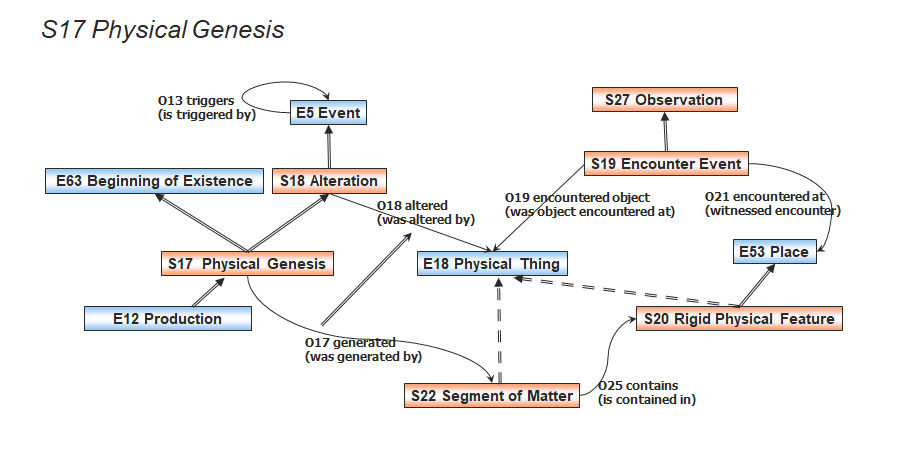 S17 Physical Genesis
O13 triggers
(is triggered by)
E5 Event
S27 Observation
E63 Beginning of Existence
S18 Alteration
S19 Encounter Event
O18 altered
(was altered by)
O19 encountered object
(was object encountered at)
O21 encountered at
(witnessed encounter)
S17 Physical Genesis
E18 Physical Thing
E53 Place
E12 Production
S20 Rigid Physical Feature
O17 generated
(was generated by)
S22 Segment of Matter
O25 contains
(is contained in)